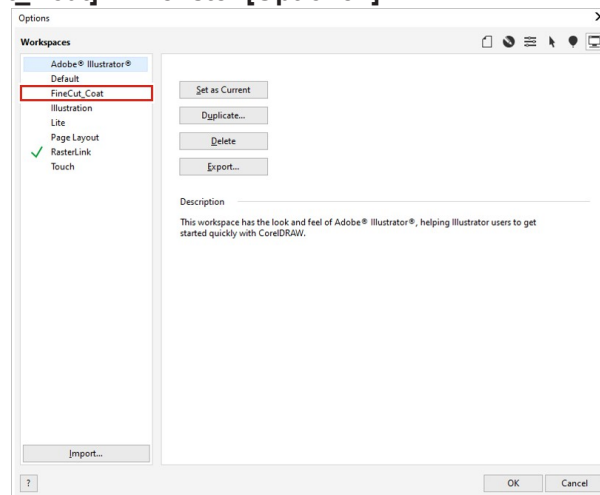 Options
Workspaces
Adobe® Illustrator®
Default
FineCut_Coat
Illustration
Lite
Page Layout
RasterLink
Touch
Import...
Set as Current
Duplicate...
Delete
Export...
Description
This workspace has the look and feel of Adobe® Illustrator®, helping Illustrator users to get
started quickly with CorelDRAW.
?
OK Cancel